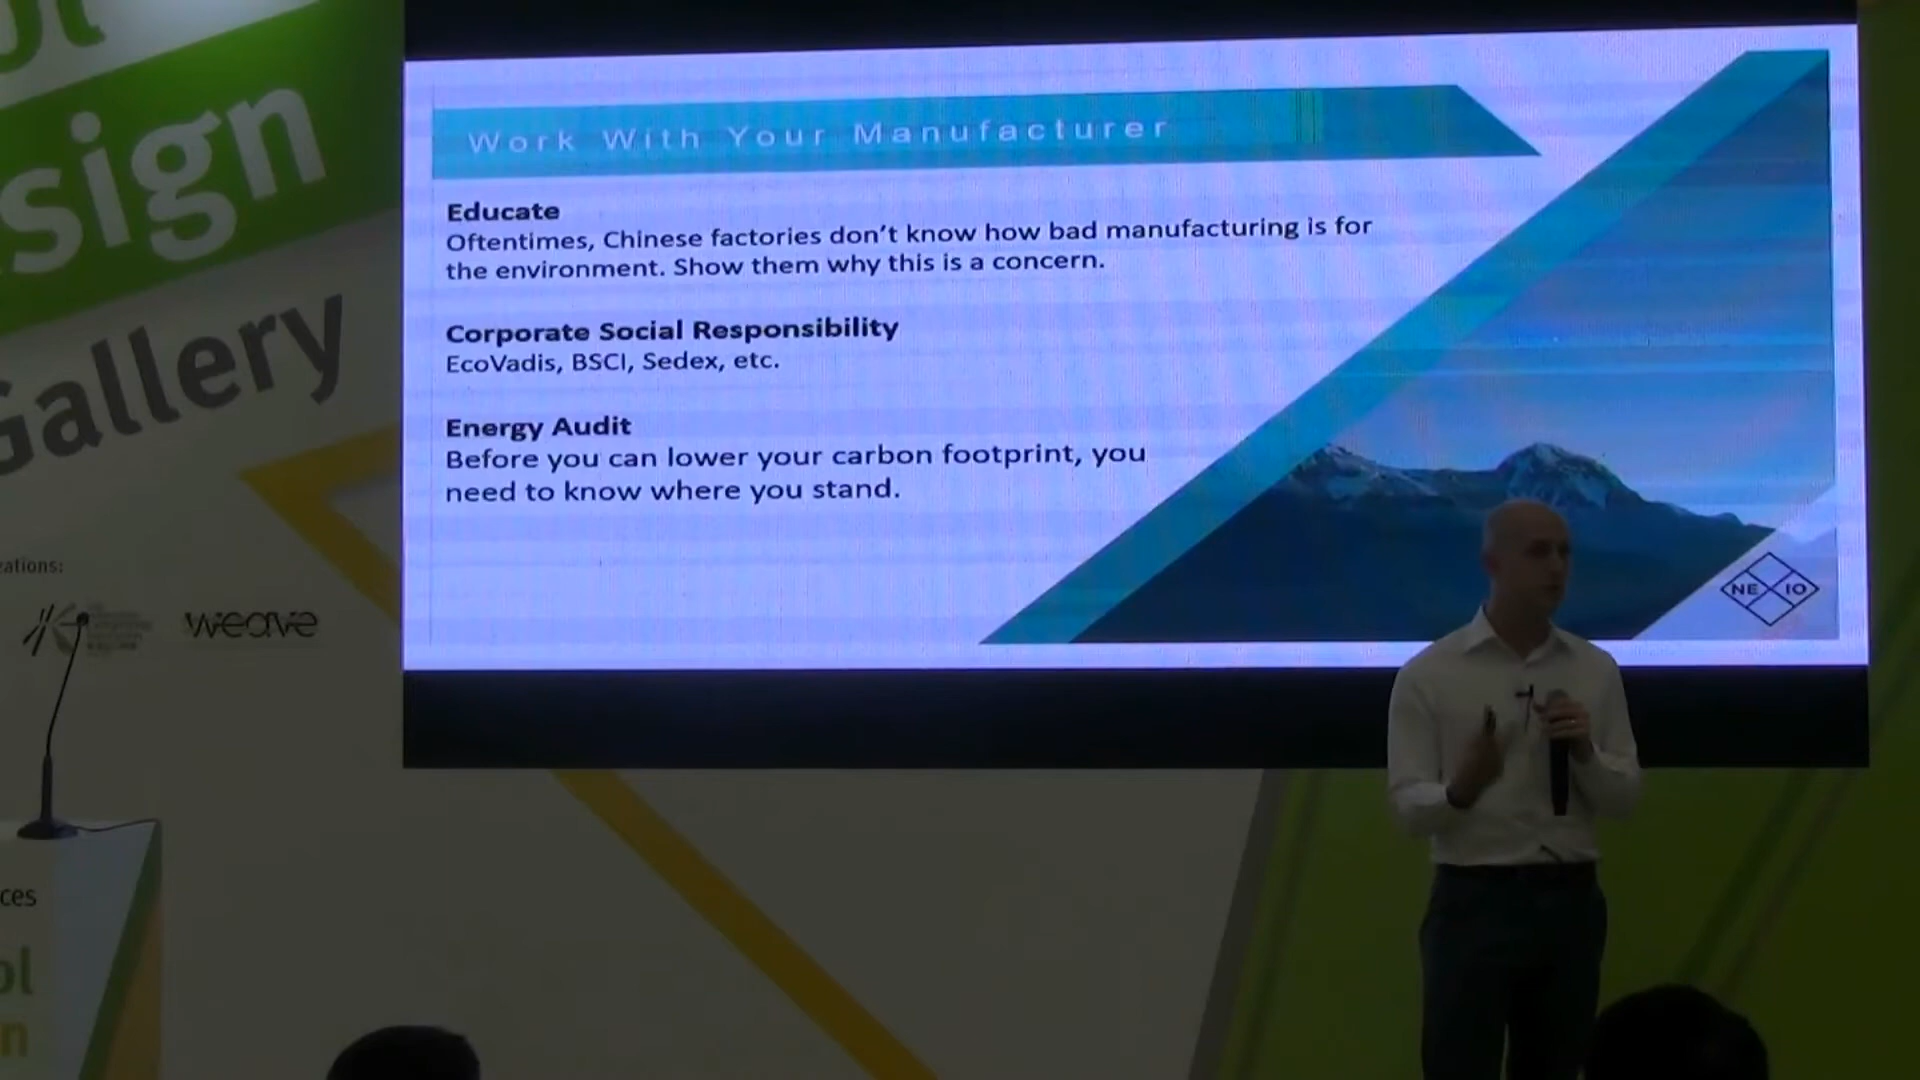 sign
Gallery
ations:
weave
ces
ol
n
Work With Your Manufacturer
Educate
Oftentimes, Chinese factories don't know how bad manufacturing is for
the environment. Show them why this is a concern.
Corporate Social Responsibility
EcoVadis, BSCI, Sedex, etc.
Energy Audit
Before you can lower your carbon footprint, you
need to know where you stand.
NE IO